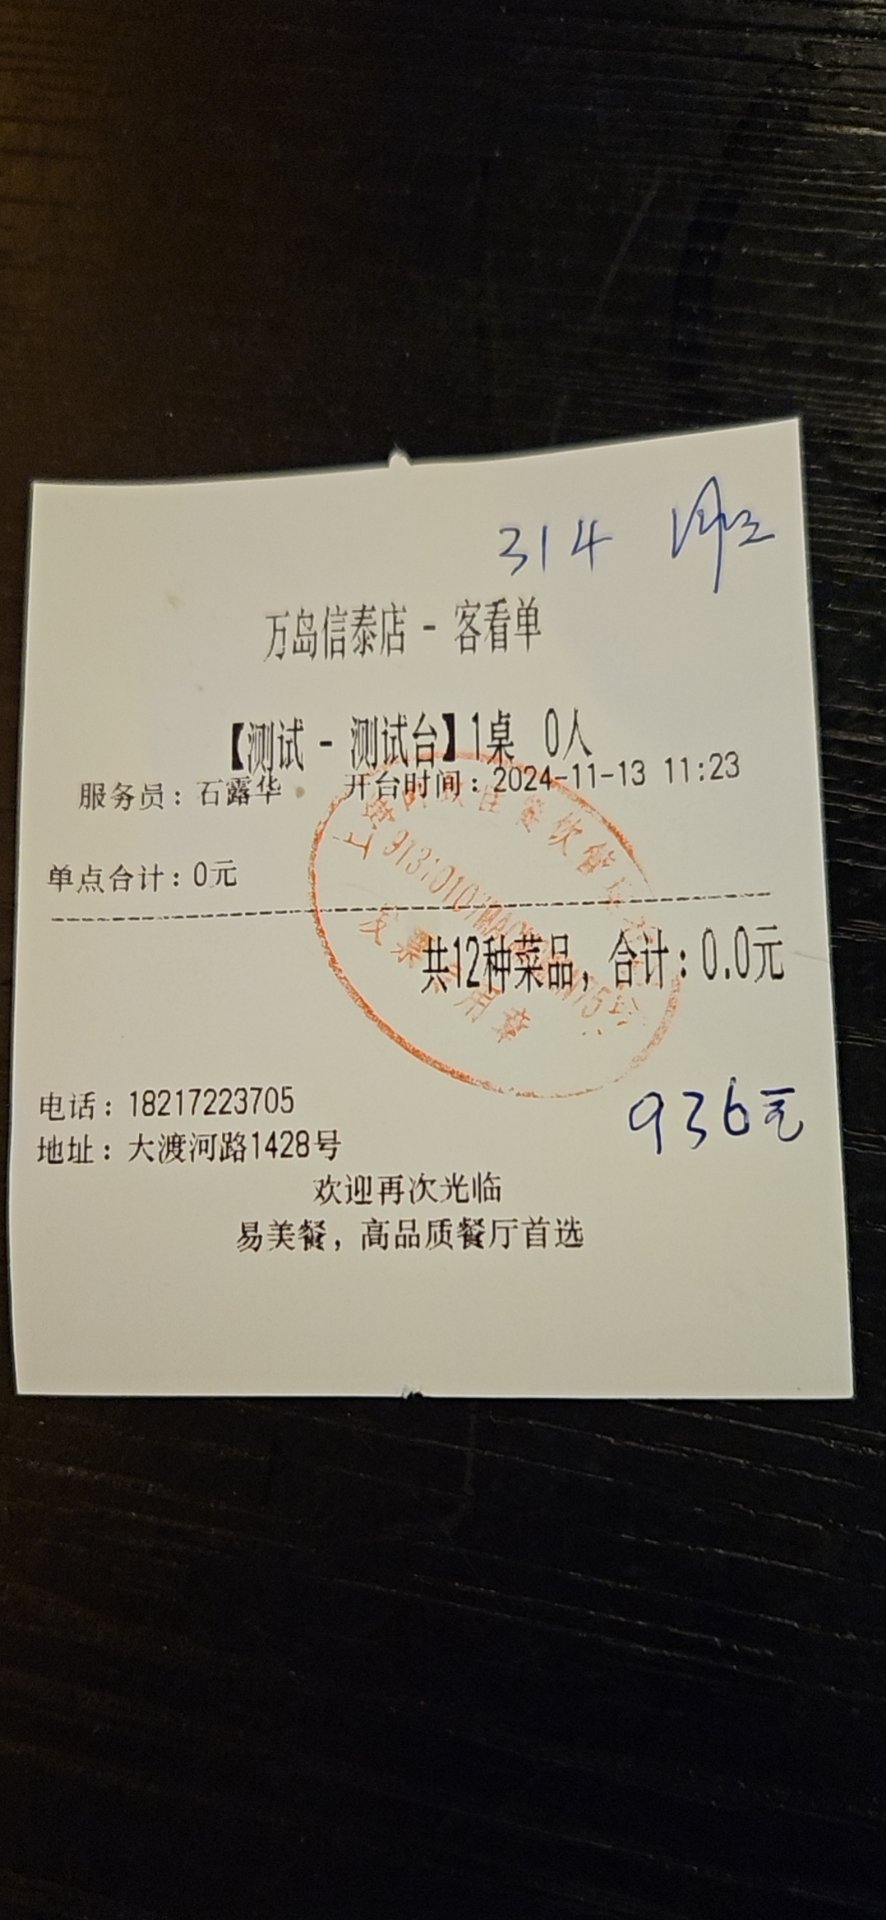 314
万岛信泰店 - 客看单
【测试 - 测试台】1桌 0人
服务员：石露华 开台时间：2024-11-13 11:23
单点合计：0元
共12种菜品，合计：0.0元
936元
电话：18217223705
地址：大渡河路1428号
欢迎再次光临
易美餐，高品质餐厅首选